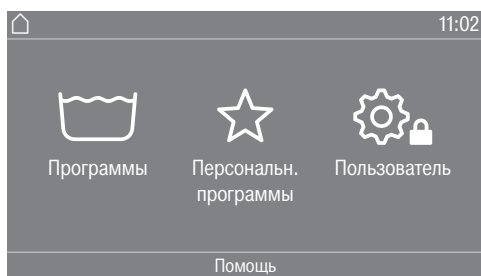 11:02
Программы
Персональн.
программы
Пользователь
Помощь